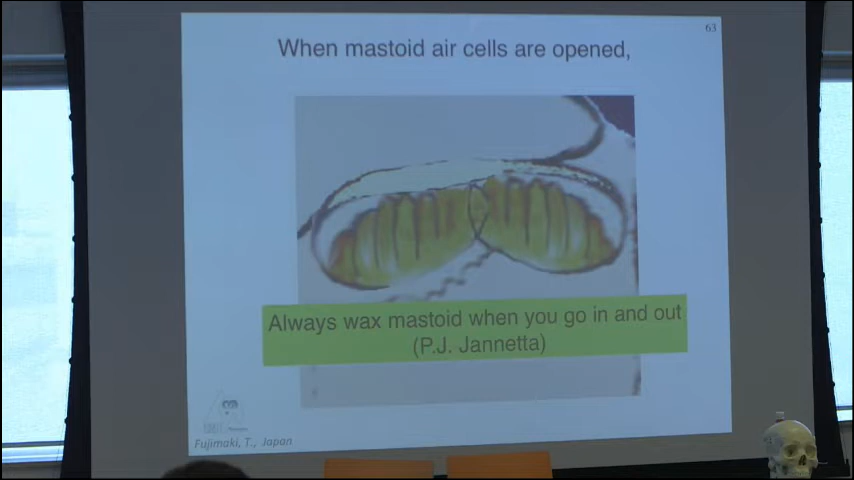 63
When mastoid air cells are opened,
Always wax mastoid when you go in and out
(P.J. Jannetta)
Fujimaki, T., Japan